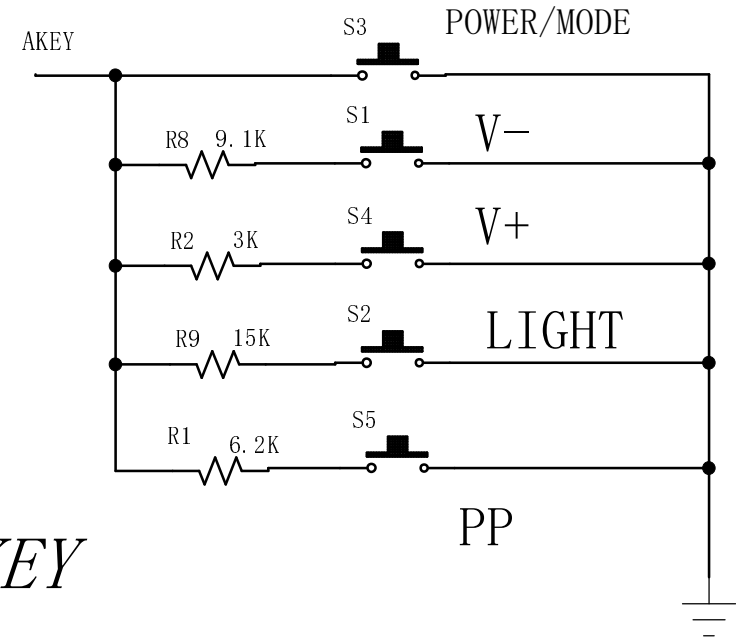 S3 POWER/MODE
AKEY
S1
R8 9.1K V-
S4
R2 3K V+
S2
R9 15K LIGHT
S5
R1 6.2K
PP
KEY